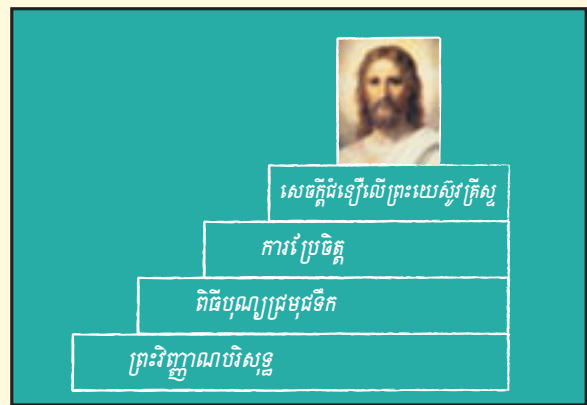 សេចក្ដីជំនឿលើព្រះយេស៊ូវគ្រីស្ទ
ការប្រែចិត្ត
ពិធីបុណ្យជ្រមុជទឹក
ព្រះវិញ្ញាណបរិសុទ្ធ